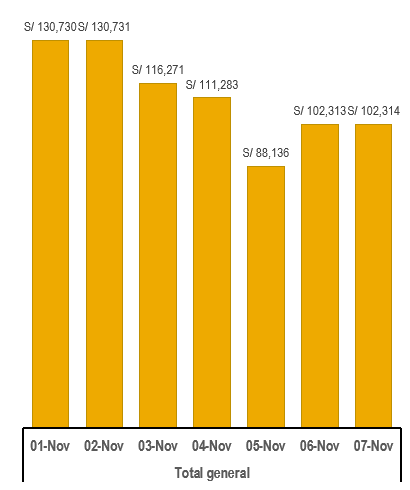 S/ 130,730 S/ 130,731
S/ 116,271
S/ 111,283
S/ 88,136
S/ 102,313 S/ 102,314
01-Nov 02-Nov 03-Nov 04-Nov 05-Nov 06-Nov 07-Nov
Total general